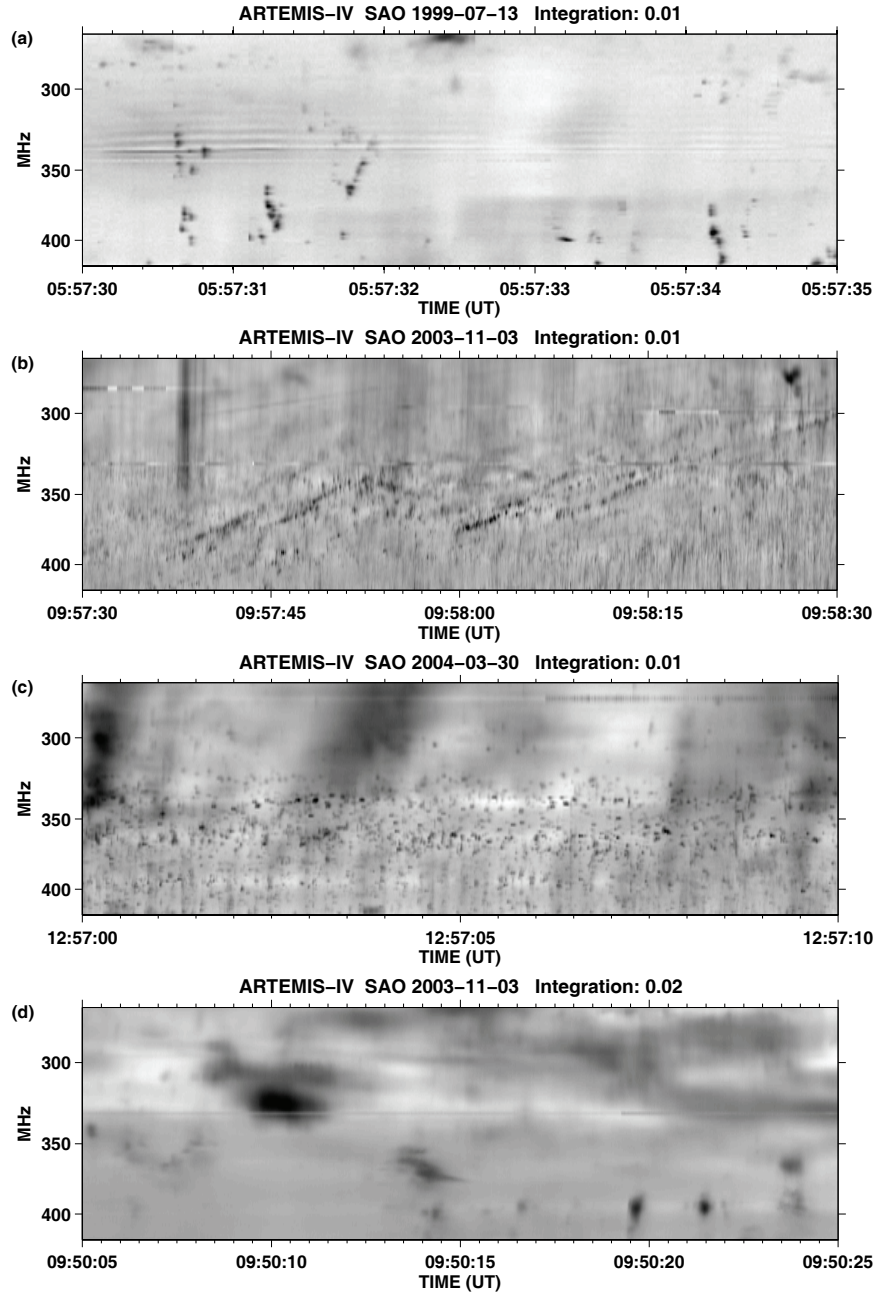 ARTEMIS−IV SAO 1999−07−13 Integration: 0.01
(a)
300
350
400
MHz
05:57:30 05:57:31 05:57:32 05:57:33 05:57:34 05:57:35
TIME (UT)
ARTEMIS−IV SAO 2003−11−03 Integration: 0.01
(b)
300
350
400
MHz
09:57:30 09:57:45 09:58:00 09:58:15 09:58:30
TIME (UT)
ARTEMIS−IV SAO 2004−03−30 Integration: 0.01
(c)
300
350
400
MHz
12:57:00 12:57:05 12:57:10
TIME (UT)
ARTEMIS−IV SAO 2003−11−03 Integration: 0.02
(d)
300
350
400
MHz
09:50:05 09:50:10 09:50:15 09:50:20 09:50:25
TIME (UT)